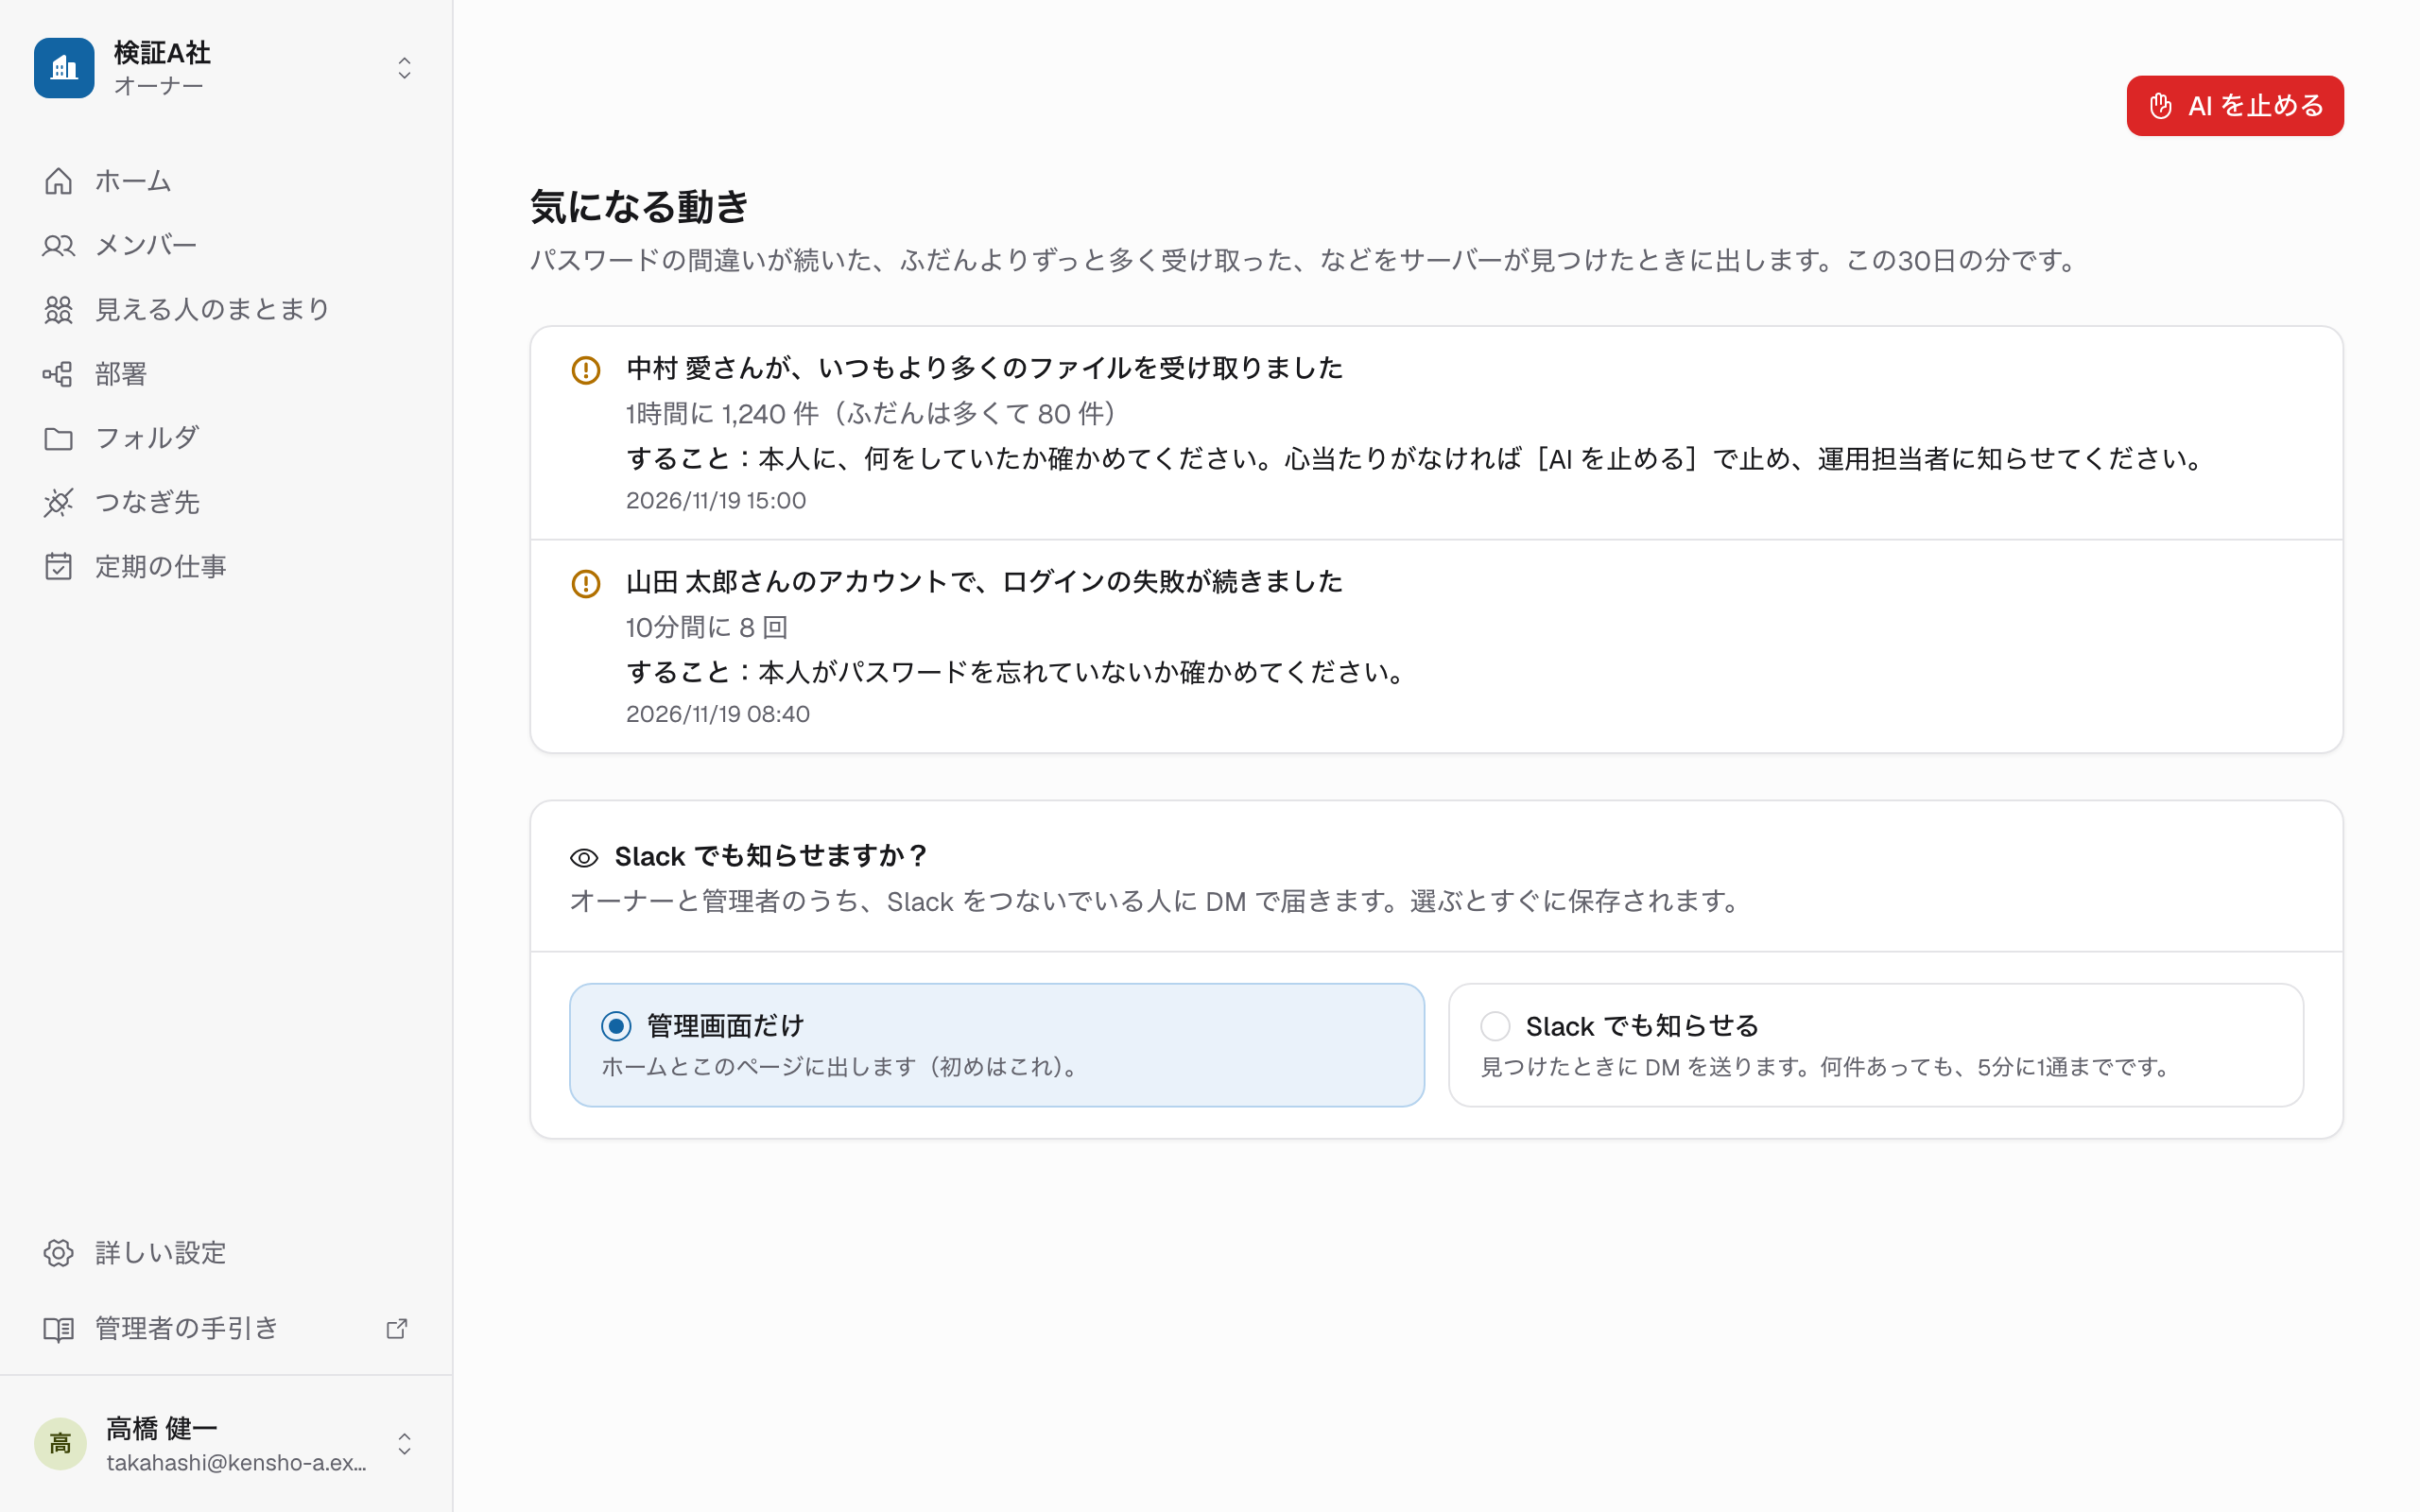 検証A社
オーナー
ホーム
メンバー
見える人のまとまり
部署
フォルダ
つなぎ先
定期の仕事
詳しい設定
管理者の手引き
高
高橋 健一
takahashi@kensho-a.ex...
AI を止める
気になる動き
パスワードの間違いが続いた、ふだんよりずっと多く受け取った、などをサーバーが見つけたときに出します。この30日の分です。
中村 愛さんが、いつもより多くのファイルを受け取りました
1時間に 1,240 件（ふだんは多くて 80 件）
すること：本人に、何をしていたか確かめてください。心当たりがなければ［AI を止める］で止め、運用担当者に知らせてください。
2026/11/19 15:00
山田 太郎さんのアカウントで、ログインの失敗が続きました
10分間に 8 回
すること：本人がパスワードを忘れていないか確かめてください。
2026/11/19 08:40
Slack でも知らせますか？
オーナーと管理者のうち、Slack をつないでいる人に DM で届きます。選ぶとすぐに保存されます。
管理画面だけ
ホームとこのページに出します（初めはこれ）。
Slack でも知らせる
見つけたときに DM を送ります。何件あっても、5分に1通までです。